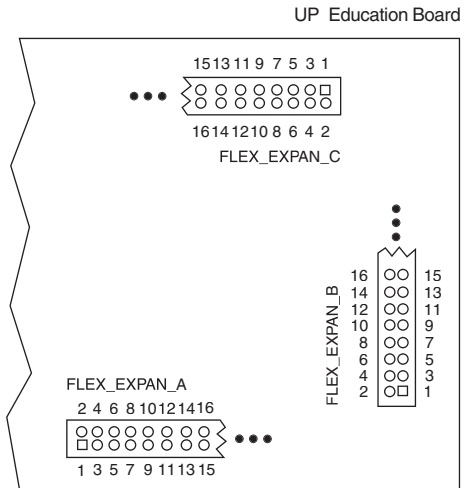 UP Education Board
15 13 11 9 7 5 3 1
16 14 12 10 8 6 4 2
FLEX_EXPAN_C
FLEX_EXPAN_B
16 15
14 13
12 11
10 9
8 7
6 5
4 3
2 1
FLEX_EXPAN_A
2 4 6 8 10 12 14 16
1 3 5 7 9 11 13 15